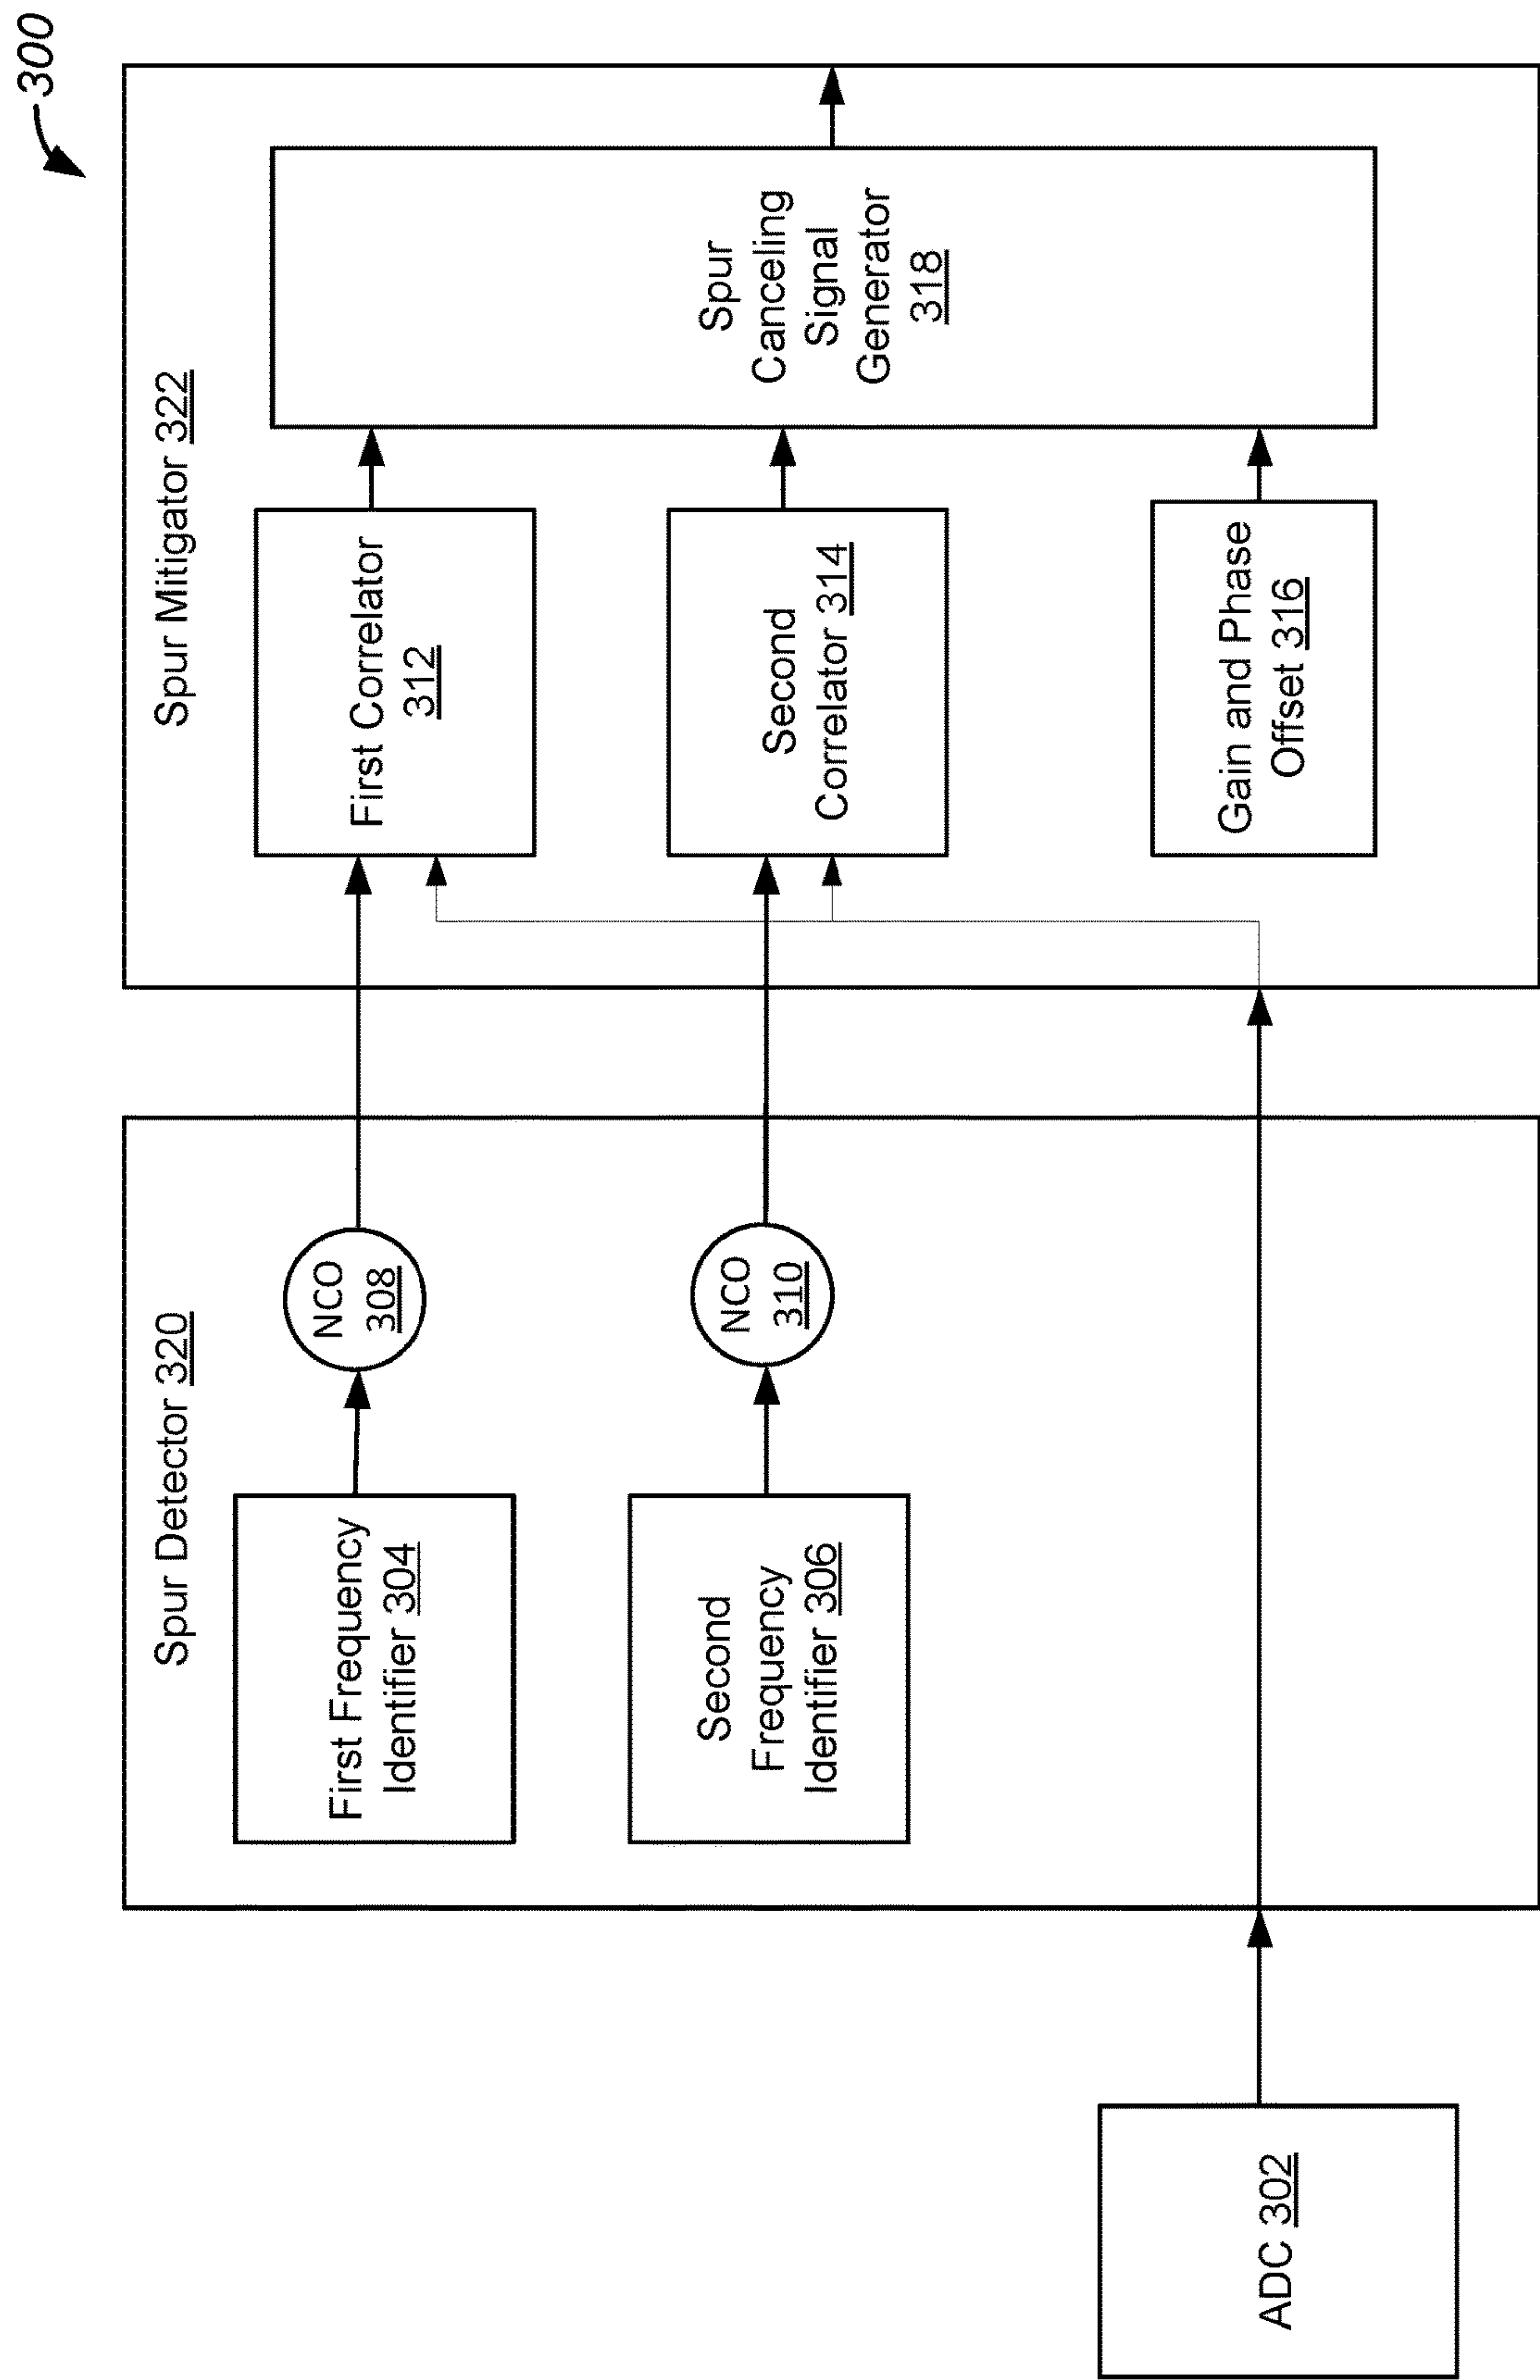 300
Spur Detector 320
Spur Mitigator 322
First Frequency
Identifier 304
NCO
308
First Correlator
312
Second
Frequency
Identifier 306
NCO
310
Second
Correlator 314
Spur
Canceling
Signal
Generator
318
Gain and Phase
Offset 316
ADC 302